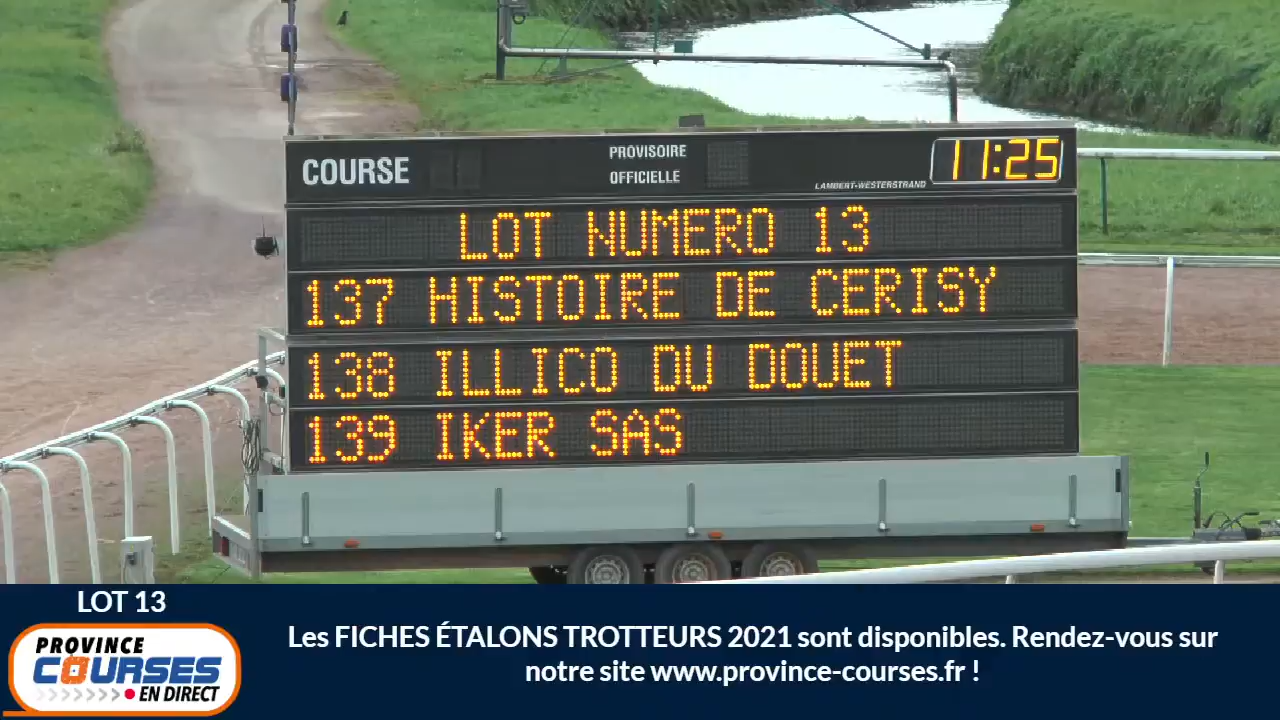 COURSE
PROVISOIRE
OFFICIELLE
LAMBERT-WESTERSTRAND
11:25
LOT NUMERO 13
137 HISTOIRE DE CERISY
138 ILLICO DU DOUET
139 IKER SAS
LOT 13
PROVINCE
COURSES
EN DIRECT
Les FICHES ÉTALONS TROTTEURS 2021 sont disponibles. Rendez-vous sur
notre site www.province-courses.fr !